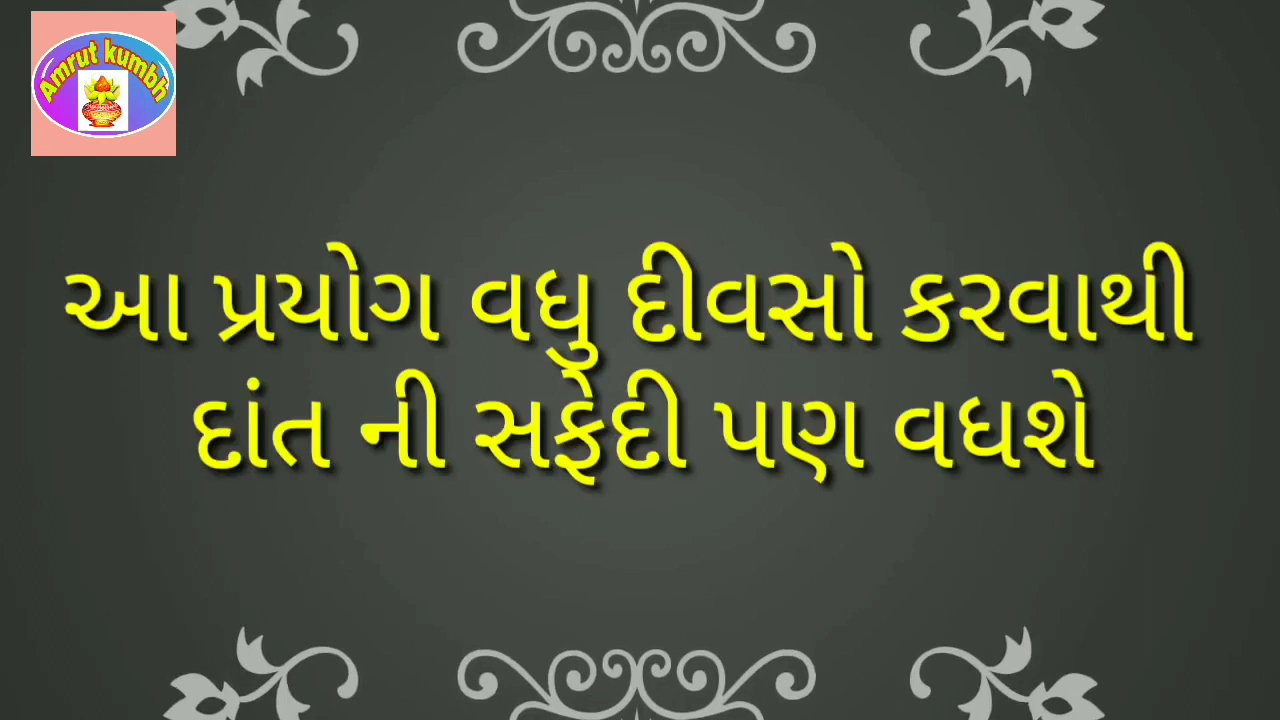 Amrut kumbh
આ પ્રયોગ વધુ દીવસો કરવાથી
દાંત ની સફેદી પણ વધશે